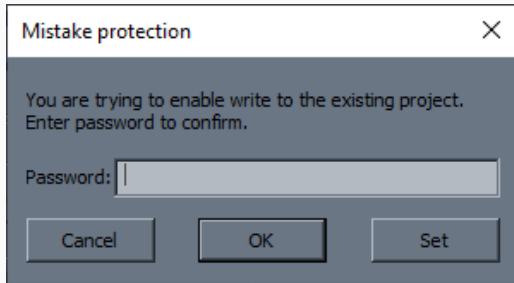 Mistake protection
You are trying to enable write to the existing project.
Enter password to confirm.
Password:
Cancel OK Set